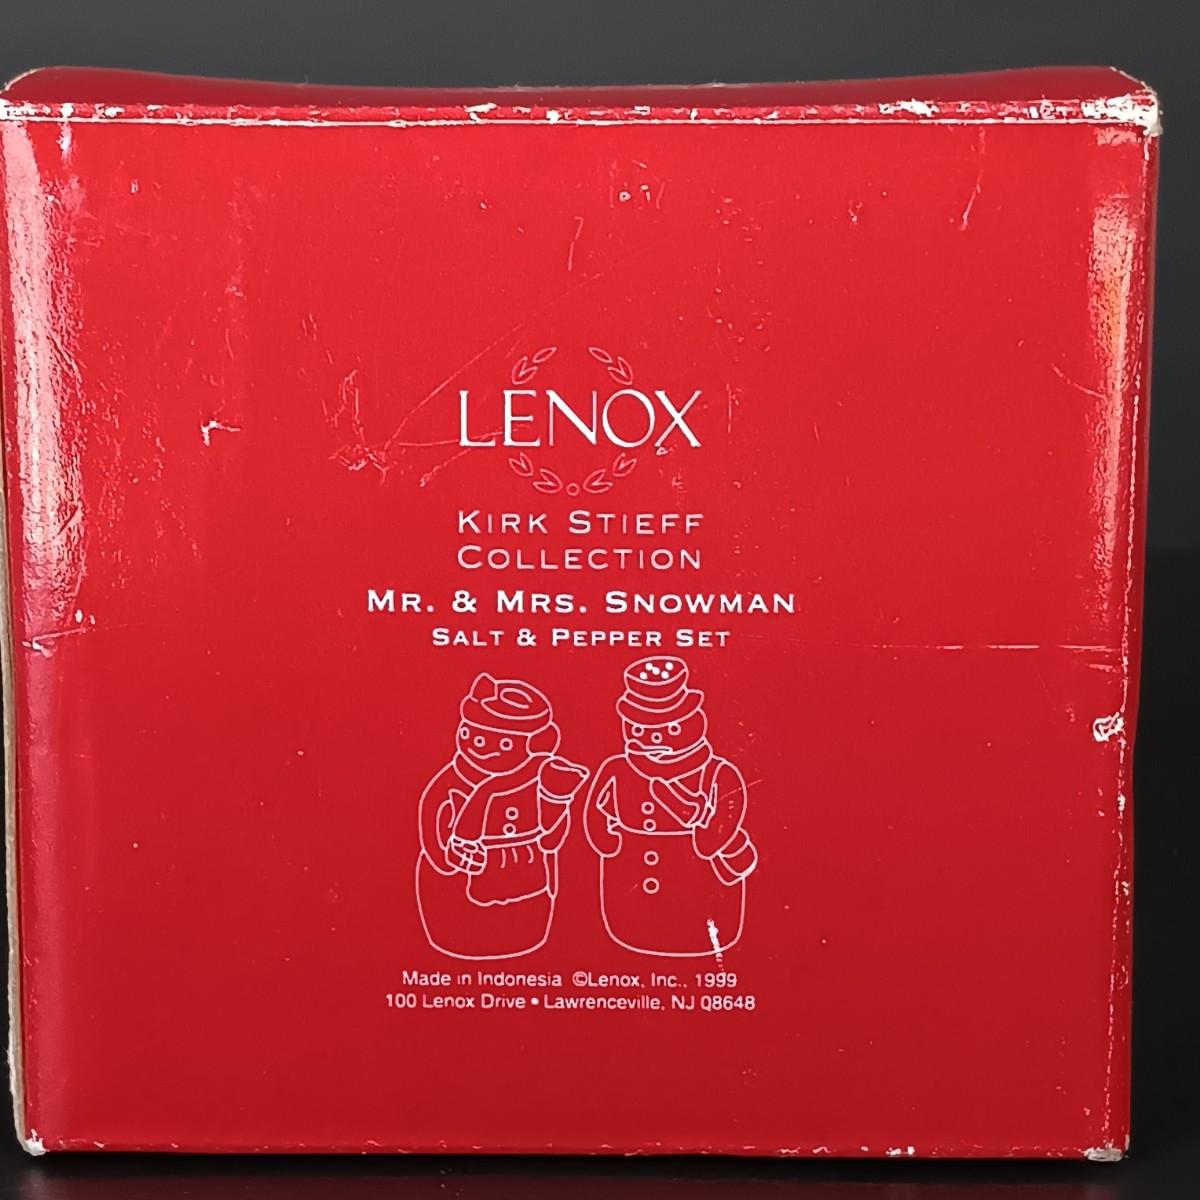 LENOX
KIRK STIEFF
COLLECTION
MR. & MRS. SNOWMAN
SALT & PEPPER SET
Made in Indonesia ©Lenox, Inc., 1999
100 Lenox Drive • Lawrenceville, NJ 08648